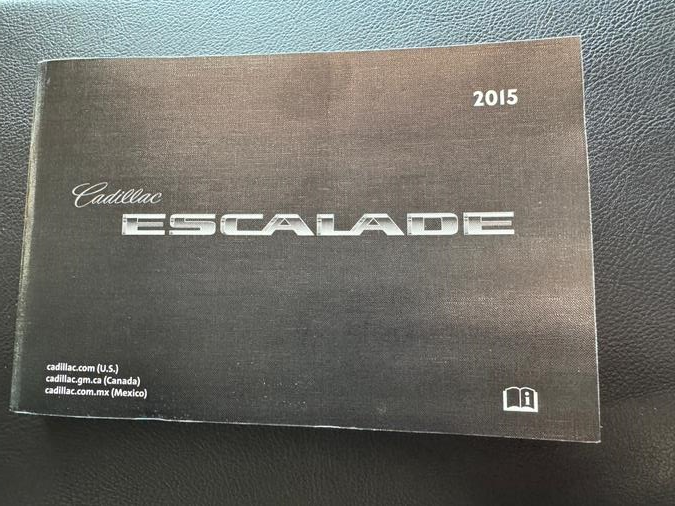 2015
Cadillac
ESCALADE
cadillac.com (U.S.)
cadillac.gm.ca (Canada)
cadillac.com.mx (Mexico)
i